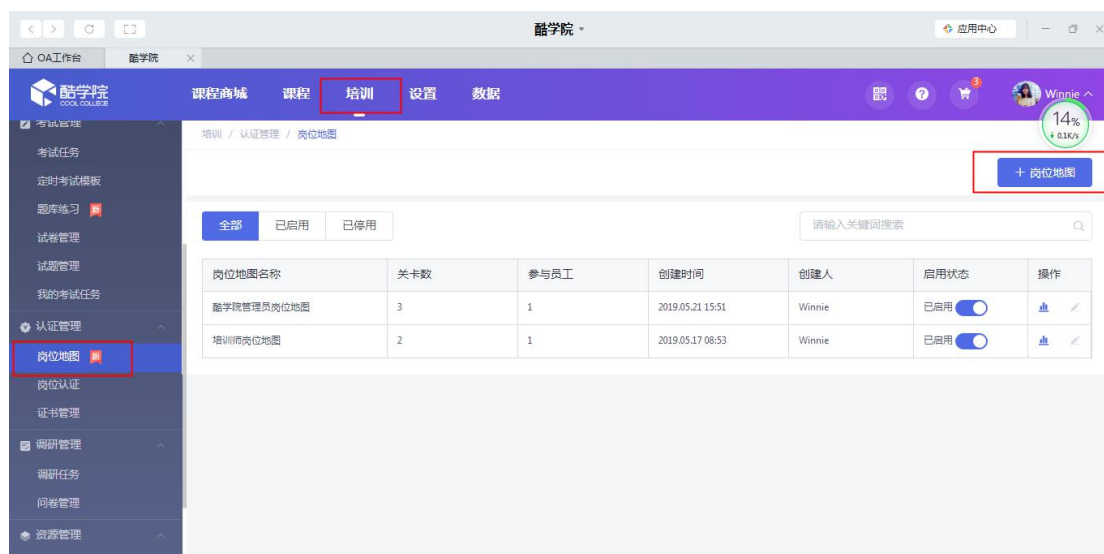 酷学院
应用中心
OA工作台
酷学院
酷学院
COOL COLLEGE
课程商城 课程 培训 设置 数据
3
Winnie
14%
0.1K/s
考试管理
考试任务
定时考试模板
题库练习
试卷管理
试题管理
我的考试任务
认证管理
岗位地图
岗位认证
证书管理
调研管理
调研任务
问卷管理
资源管理
培训 / 认证管理 / 岗位地图
+ 岗位地图
全部 已启用 已停用
请输入关键词搜索
岗位地图名称 关卡数 参与员工 创建时间 创建人 启用状态 操作
酷学院管理员岗位地图 3 1 2019.05.21 15:51 Winnie 已启用
培训师岗位地图 2 1 2019.05.17 08:53 Winnie 已启用